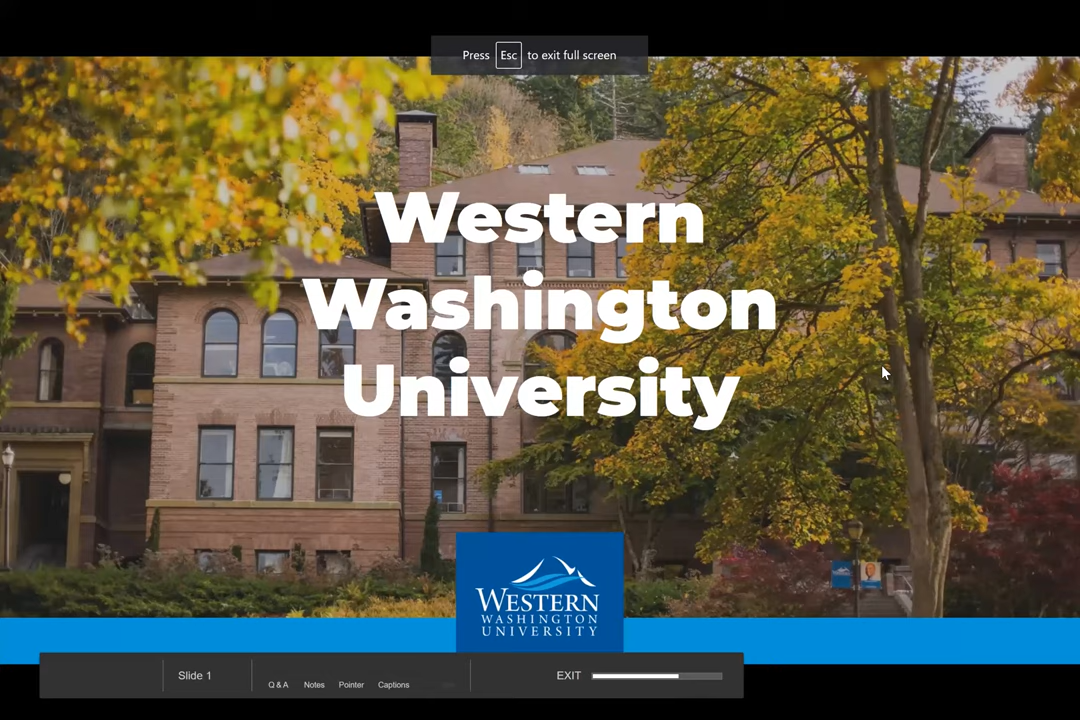 Press Esc to exit full screen
Western
Washington
University
WESTERN
WASHINGTON
UNIVERSITY
Slide 1
Q & A Notes Pointer Captions
EXIT